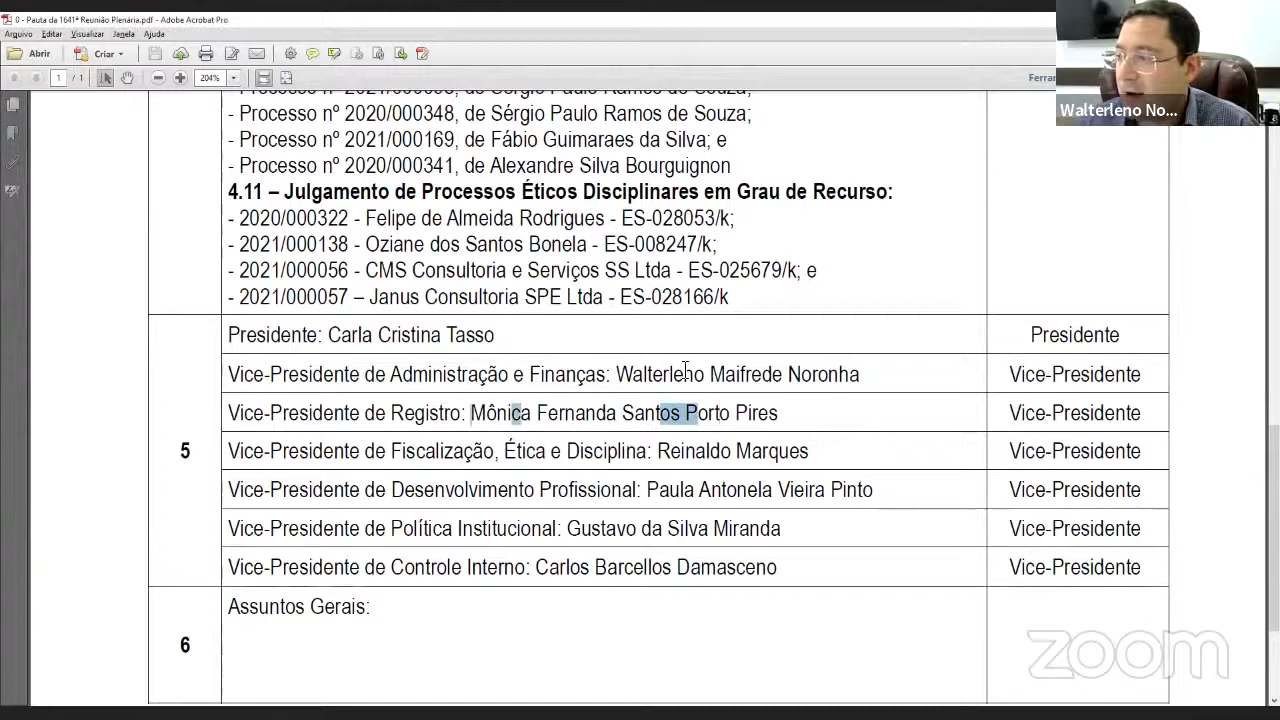 0 - Pauta da 1641ª Reunião Plenária.pdf - Adobe Acrobat Pro
Arquivo Editar Visualizar Janela Ajuda
Abrir Criar
1 / 1 204%
Walterleno No...
- Processo nº 2020/000348, de Sérgio Paulo Ramos de Souza;
- Processo nº 2021/000169, de Fábio Guimaraes da Silva; e
- Processo nº 2020/000341, de Alexandre Silva Bourguignon
4.11 – Julgamento de Processos Éticos Disciplinares em Grau de Recurso:
- 2020/000322 - Felipe de Almeida Rodrigues - ES-028053/k;
- 2021/000138 - Oziane dos Santos Bonela - ES-008247/k;
- 2021/000056 - CMS Consultoria e Serviços SS Ltda - ES-025679/k; e
- 2021/000057 – Janus Consultoria SPE Ltda - ES-028166/k
5
Presidente: Carla Cristina Tasso Presidente
Vice-Presidente de Administração e Finanças: Walterleno Maifrede Noronha Vice-Presidente
Vice-Presidente de Registro: Mônica Fernanda Santos Porto Pires Vice-Presidente
Vice-Presidente de Fiscalização, Ética e Disciplina: Reinaldo Marques Vice-Presidente
Vice-Presidente de Desenvolvimento Profissional: Paula Antonela Vieira Pinto Vice-Presidente
Vice-Presidente de Política Institucional: Gustavo da Silva Miranda Vice-Presidente
Vice-Presidente de Controle Interno: Carlos Barcellos Damasceno Vice-Presidente
6
Assuntos Gerais:
zoom